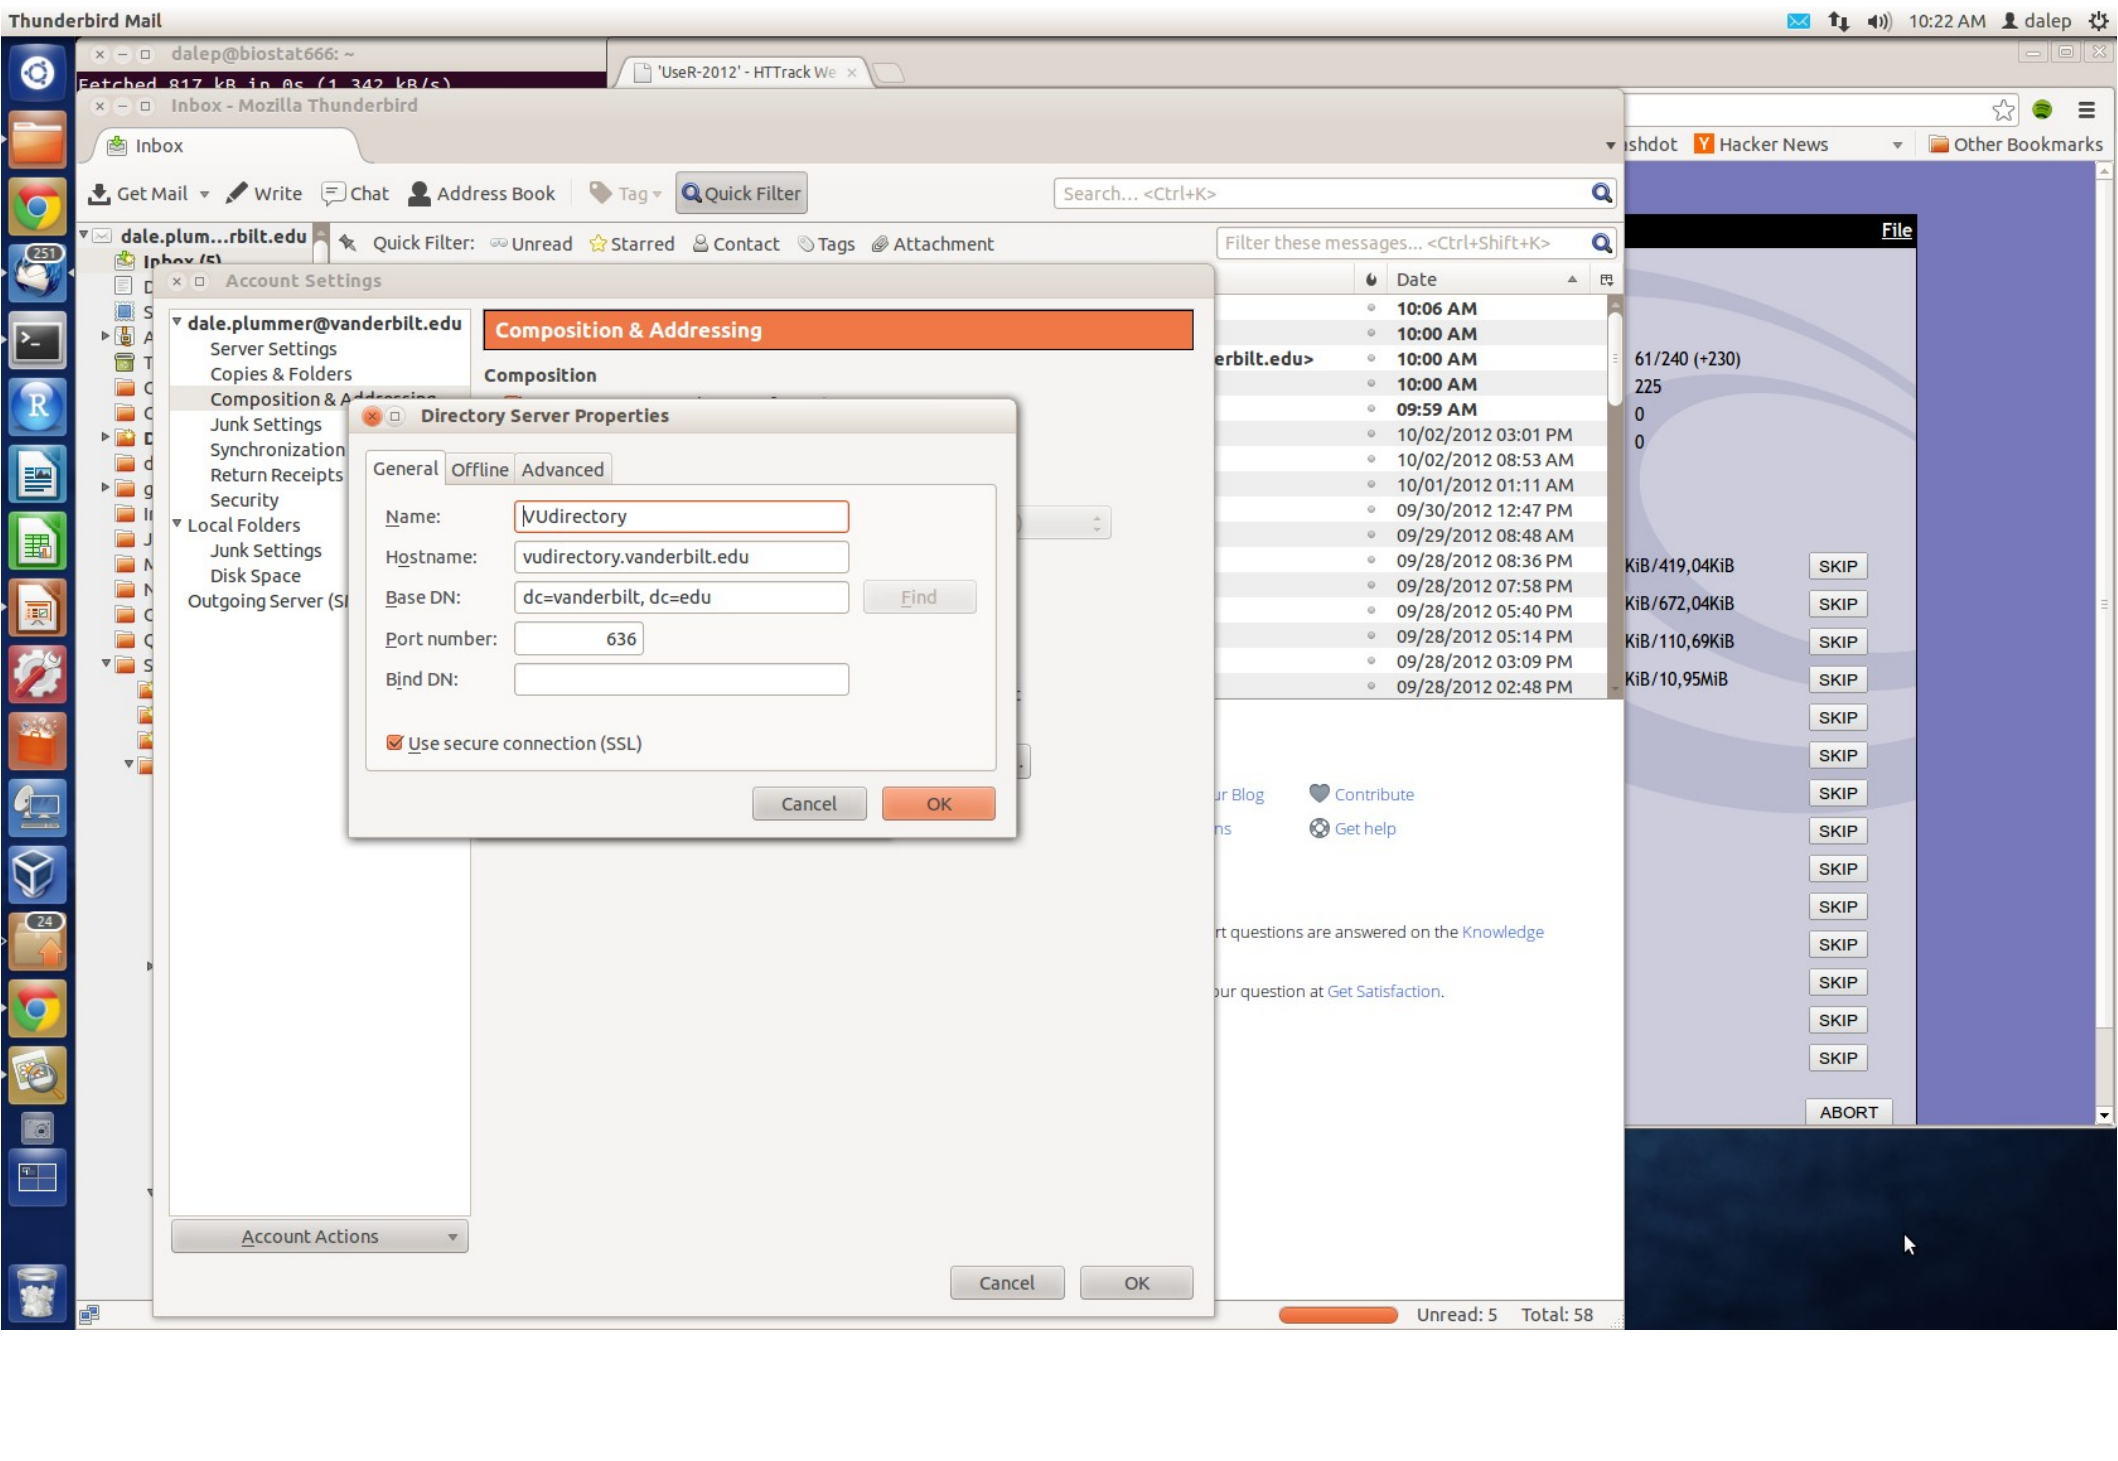 Thunderbird Mail
10:22 AM dalep
dalep@biostat666: ~
Fetched 817 kB in 0s (1,342 kB/s)
'UseR-2012' - HTTrack We
Inbox - Mozilla Thunderbird
Inbox
Hacker News Other Bookmarks
Get Mail Write Chat Address Book Tag Quick Filter
Search... <Ctrl+K>
dale.plum...rbilt.edu
Quick Filter: Unread Starred Contact Tags Attachment
Filter these messages... <Ctrl+Shift+K>
File
251
Inbox (5)
Account Settings
Date
dale.plummer@vanderbilt.edu
Server Settings
Copies & Folders
Composition & Addressing
Junk Settings
Synchronization
Return Receipts
Security
Local Folders
Junk Settings
Disk Space
Outgoing Server (SM
Composition & Addressing
Composition
Directory Server Properties
General Offline Advanced
Name: VUdirectory
Hostname: vudirectory.vanderbilt.edu
Base DN: dc=vanderbilt, dc=edu Find
Port number: 636
Bind DN:
Use secure connection (SSL)
Cancel OK
10:06 AM
10:00 AM
erbilt.edu> 10:00 AM
10:00 AM
09:59 AM
10/02/2012 03:01 PM
10/02/2012 08:53 AM
10/01/2012 01:11 AM
09/30/2012 12:47 PM
09/29/2012 08:48 AM
09/28/2012 08:36 PM
09/28/2012 07:58 PM
09/28/2012 05:40 PM
09/28/2012 05:14 PM
09/28/2012 03:09 PM
09/28/2012 02:48 PM
61/240 (+230)
225
0
0
KiB/419,04KiB SKIP
KiB/672,04KiB SKIP
KiB/110,69KiB SKIP
KiB/10,95MiB SKIP
SKIP
SKIP
SKIP
SKIP
SKIP
SKIP
SKIP
SKIP
SKIP
SKIP
ABORT
ur Blog Contribute
ns Get help
rt questions are answered on the Knowledge
our question at Get Satisfaction.
24
Account Actions
Cancel OK
Unread: 5 Total: 58